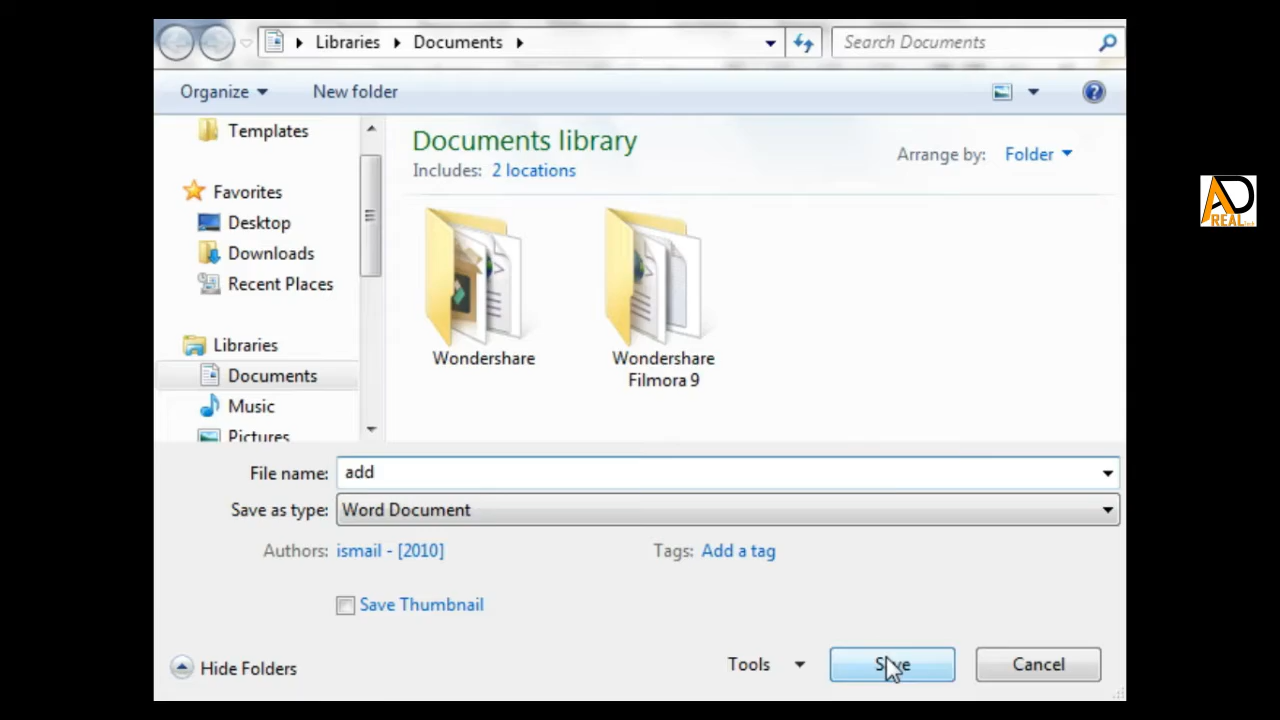 Libraries Documents
Search Documents
Organize
New folder
Templates
Favorites
Desktop
Downloads
Recent Places
Libraries
Documents
Music
Pictures
Documents library
Includes: 2 locations
Arrange by: Folder
Wondershare
Wondershare
Filmora 9
File name: add
Save as type: Word Document
Authors: ismail - [2010]
Tags: Add a tag
Save Thumbnail
Hide Folders
Tools
Save
Cancel
AD
REAL